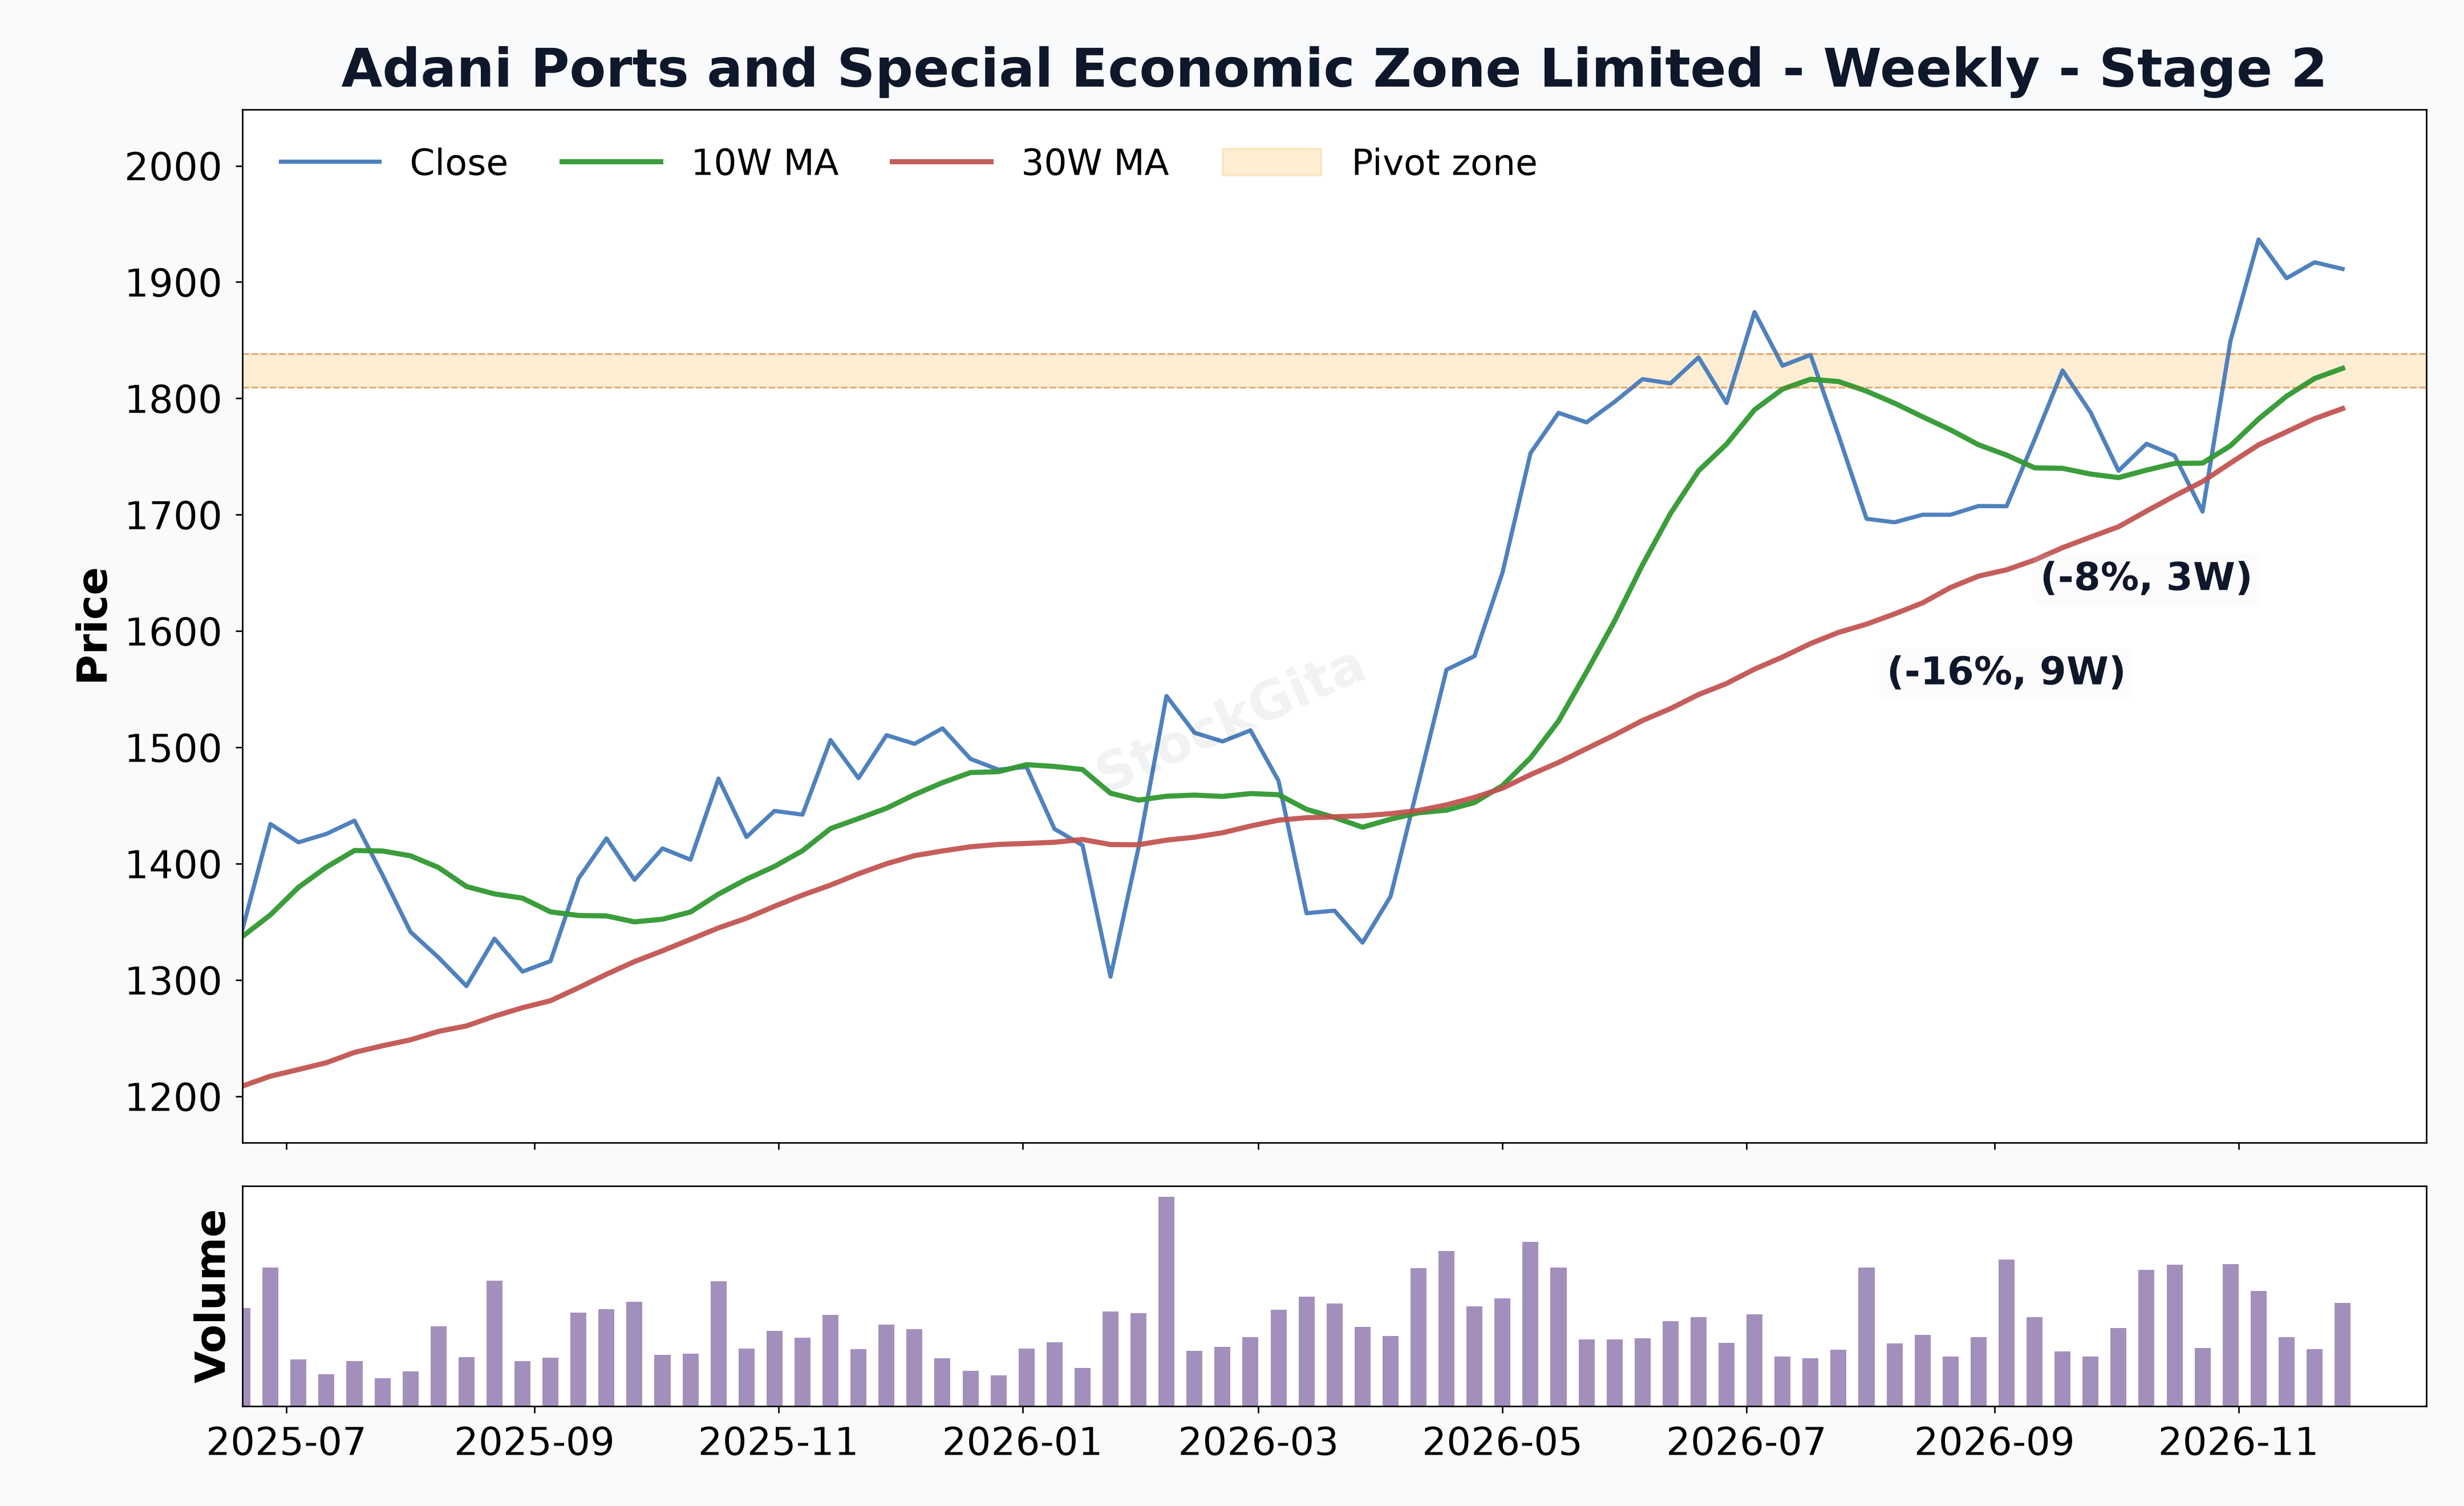 Adani Ports and Special Economic Zone Limited - Weekly - Stage 2
Close 10W MA 30W MA Pivot zone
2000
1900
1800
1700
1600
1500
1400
1300
1200
Price
(-8%, 3W)
(-16%, 9W)
StockGita
Volume
2025-07 2025-09 2025-11 2026-01 2026-03 2026-05 2026-07 2026-09 2026-11